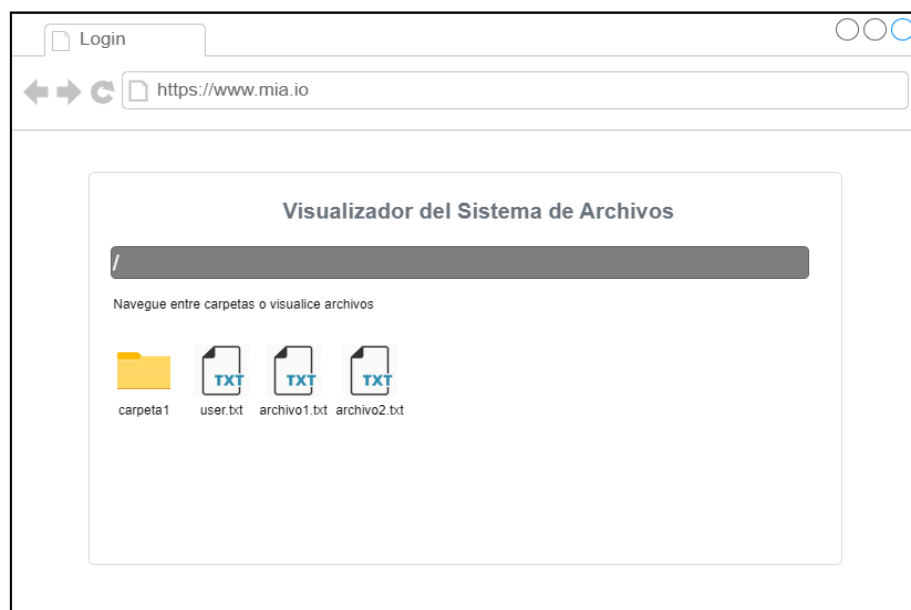 Login
https://www.mia.io
Visualizador del Sistema de Archivos
/
Navegue entre carpetas o visualice archivos
TXT TXT TXT
carpeta1 user.txt archivo1.txt archivo2.txt